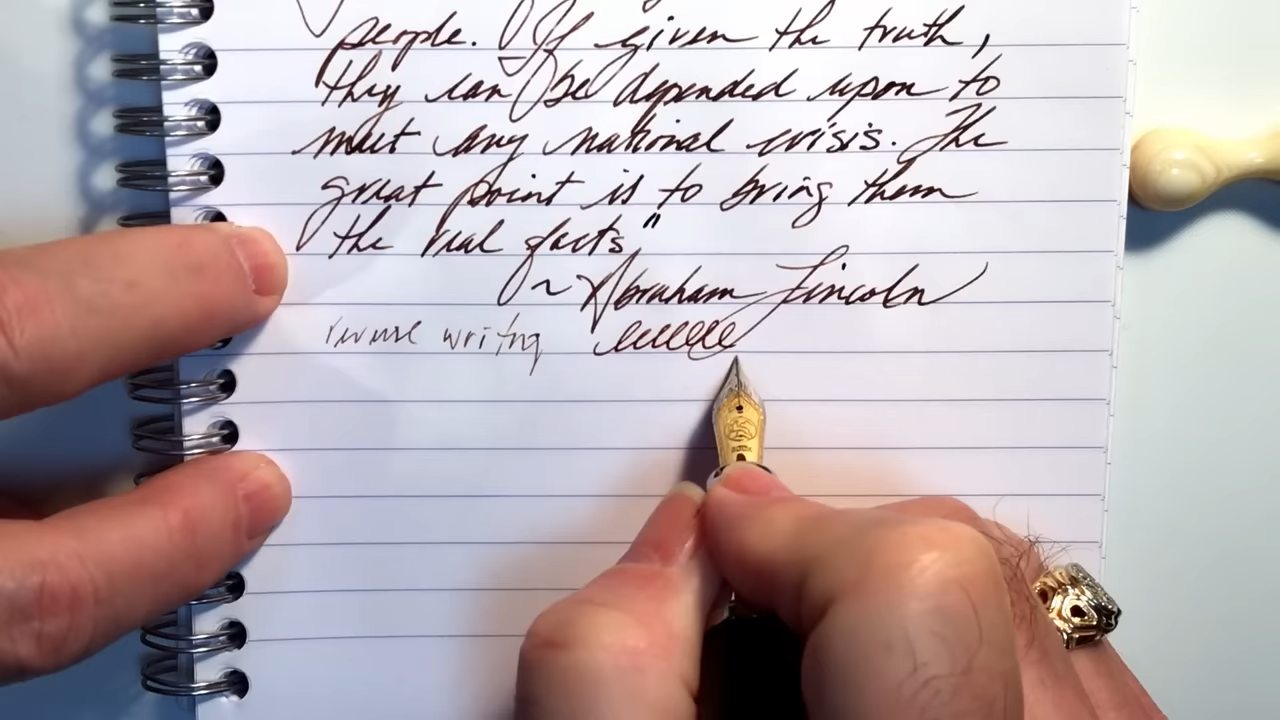 people. If given the truth,
they can be depended upon to
meet any national crisis. The
great point is to bring them
the real facts"
~ Abraham Lincoln
reverse writng